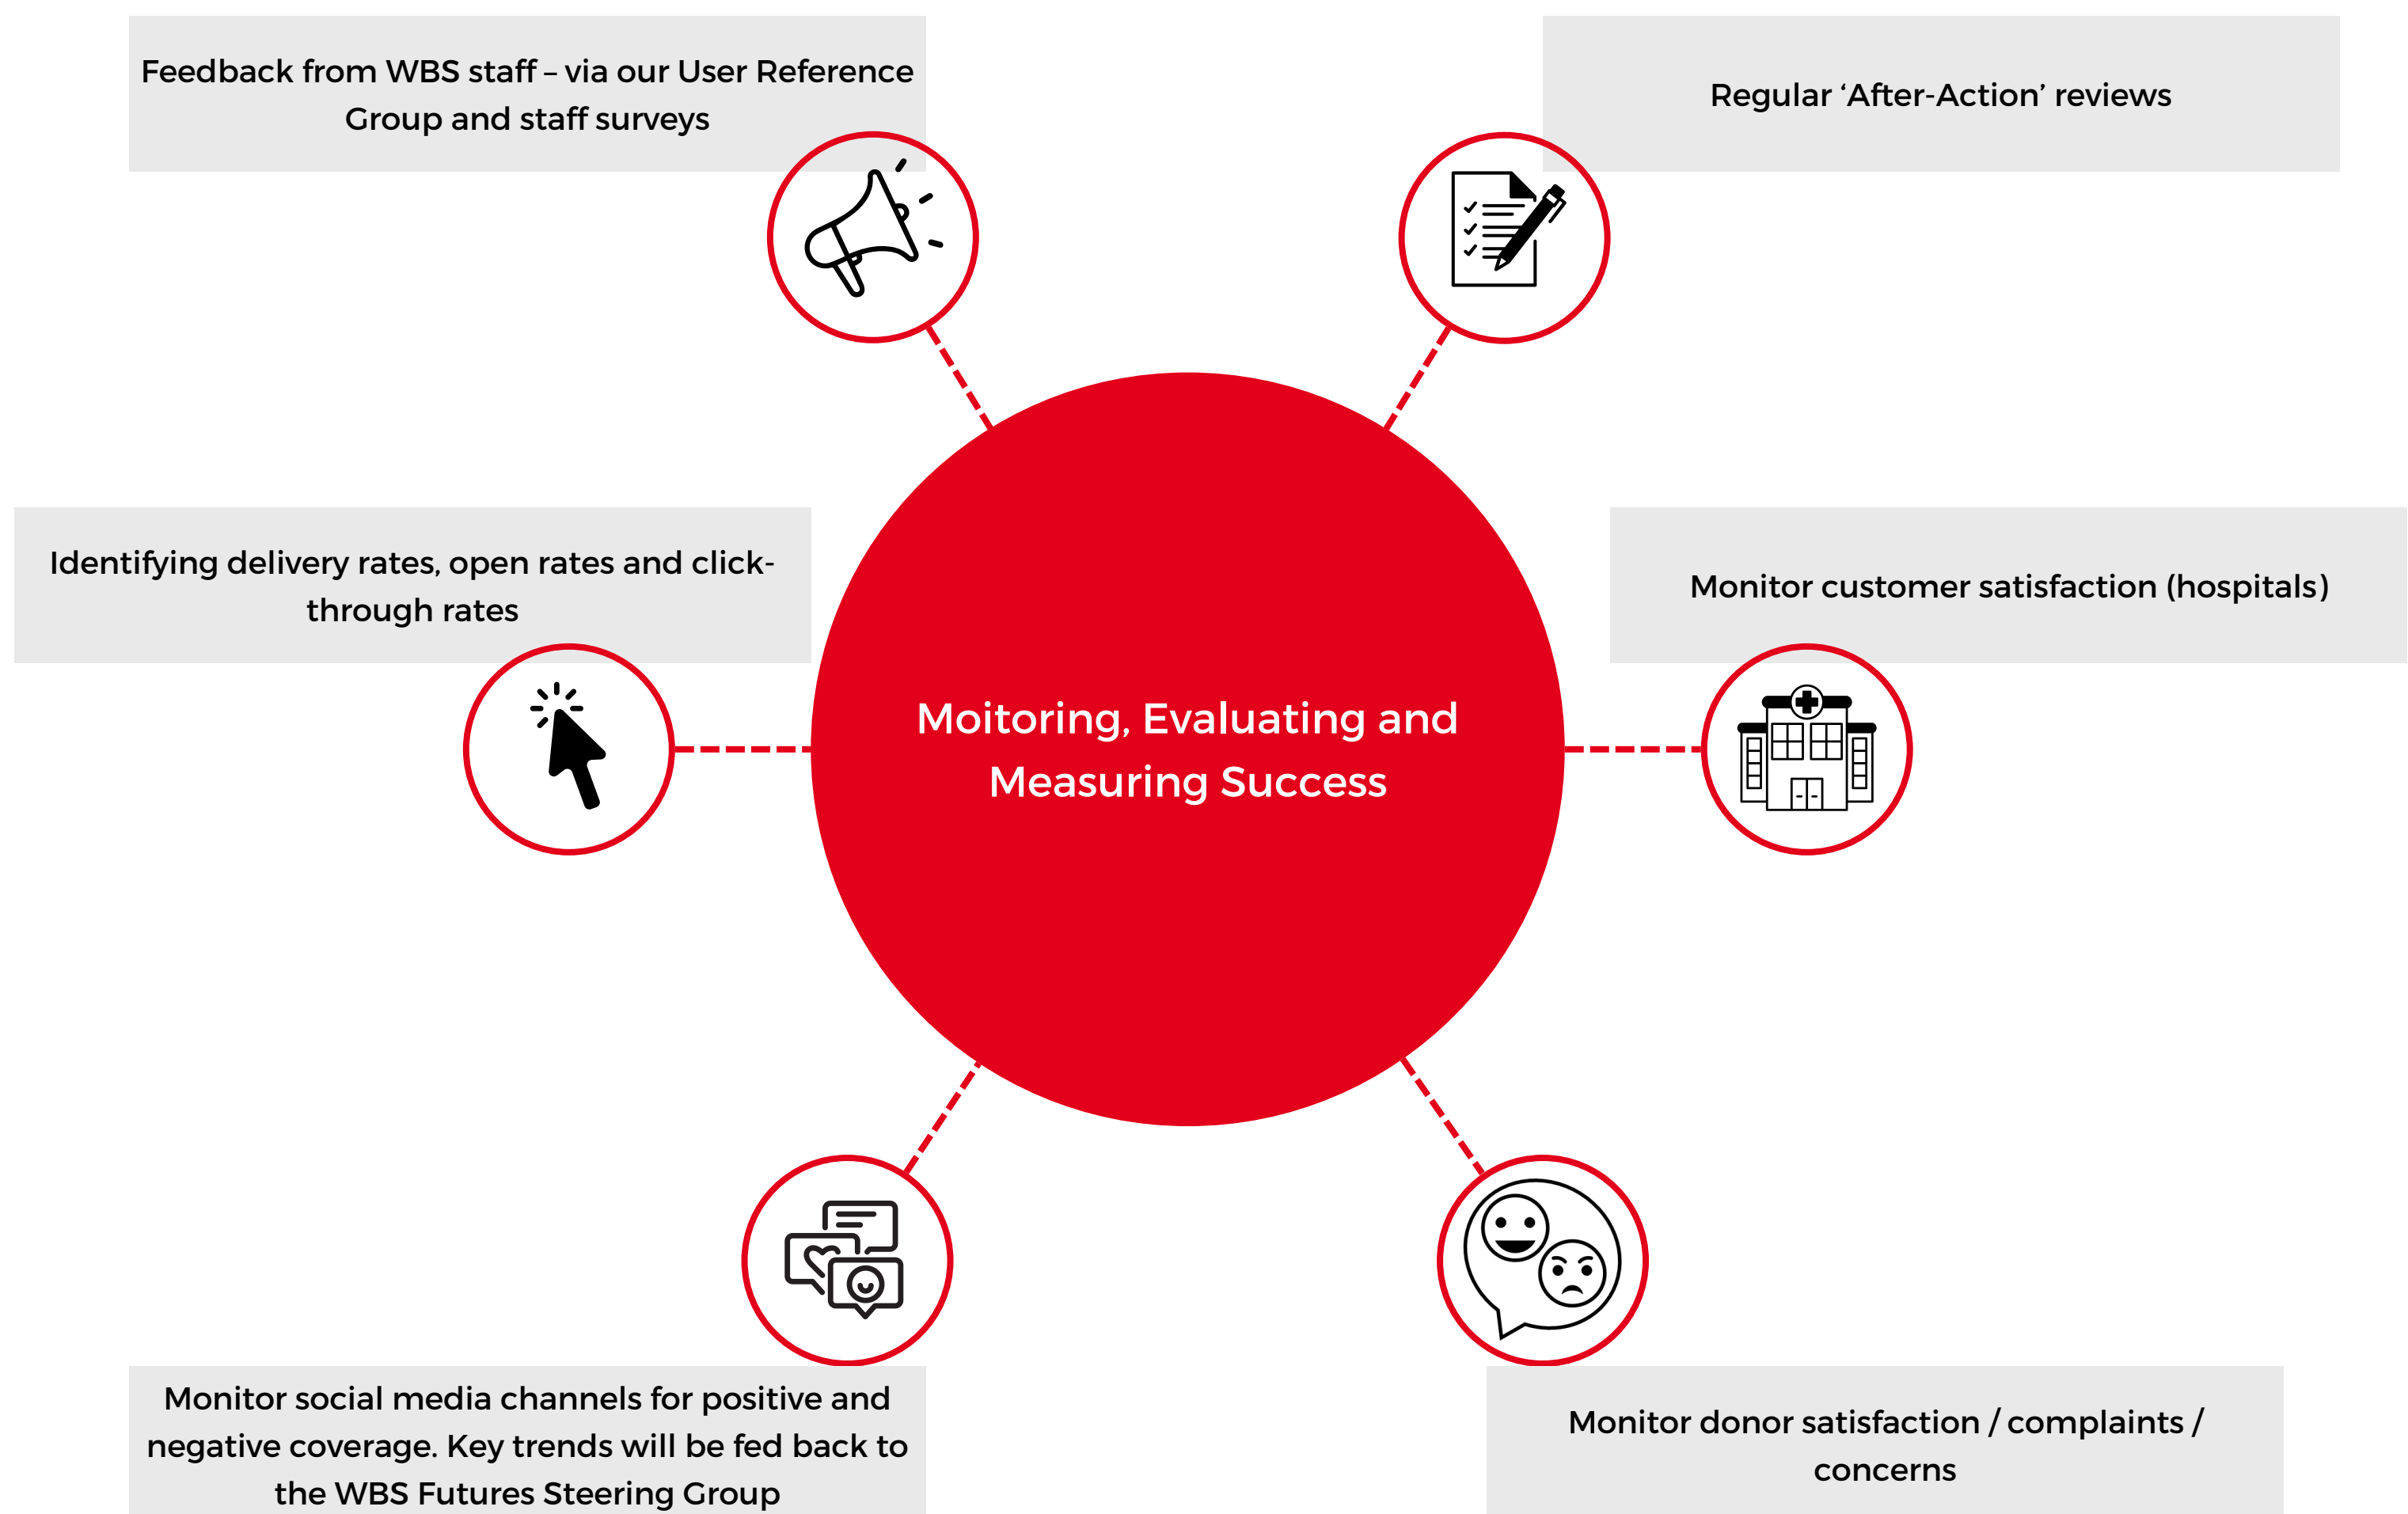 Feedback from WBS staff – via our User Reference
Group and staff surveys
Regular ‘After-Action’ reviews
Identifying delivery rates, open rates and click-
through rates
Monitor customer satisfaction (hospitals)
Moitoring, Evaluating and
Measuring Success
Monitor social media channels for positive and
negative coverage. Key trends will be fed back to
the WBS Futures Steering Group
Monitor donor satisfaction / complaints /
concerns